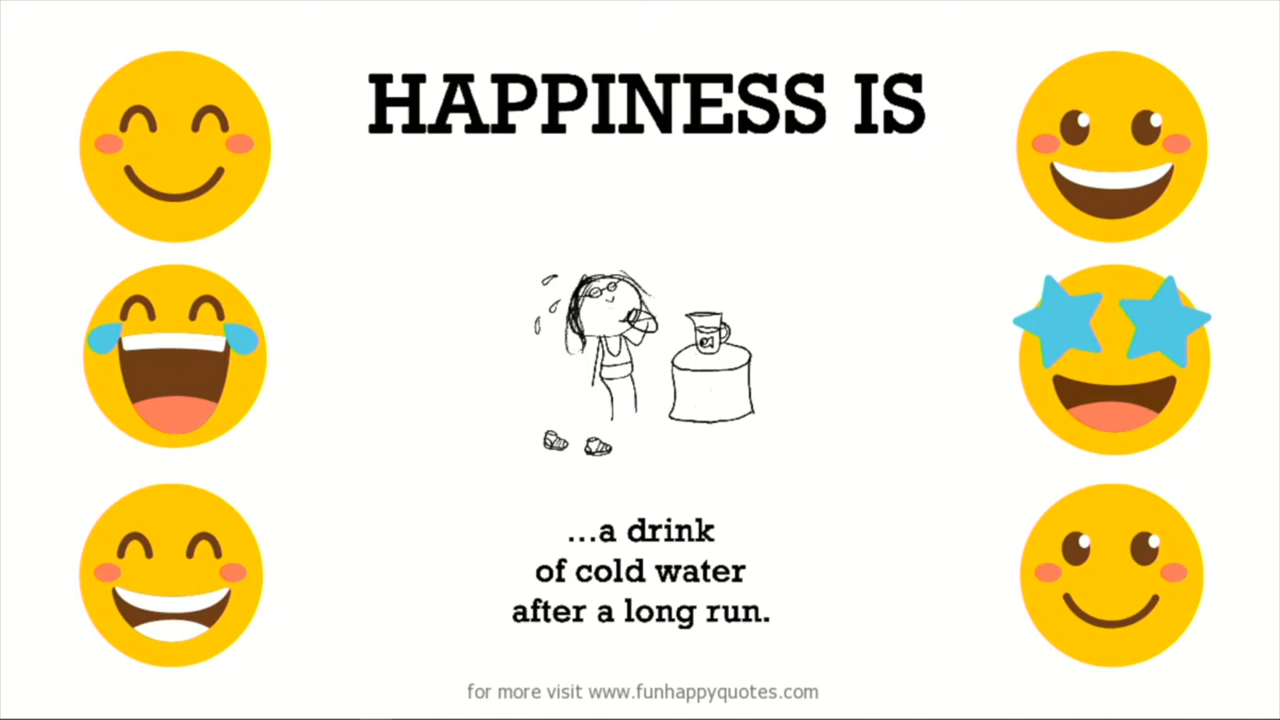 HAPPINESS IS
...a drink
of cold water
after a long run.
for more visit www.funhappyquotes.com